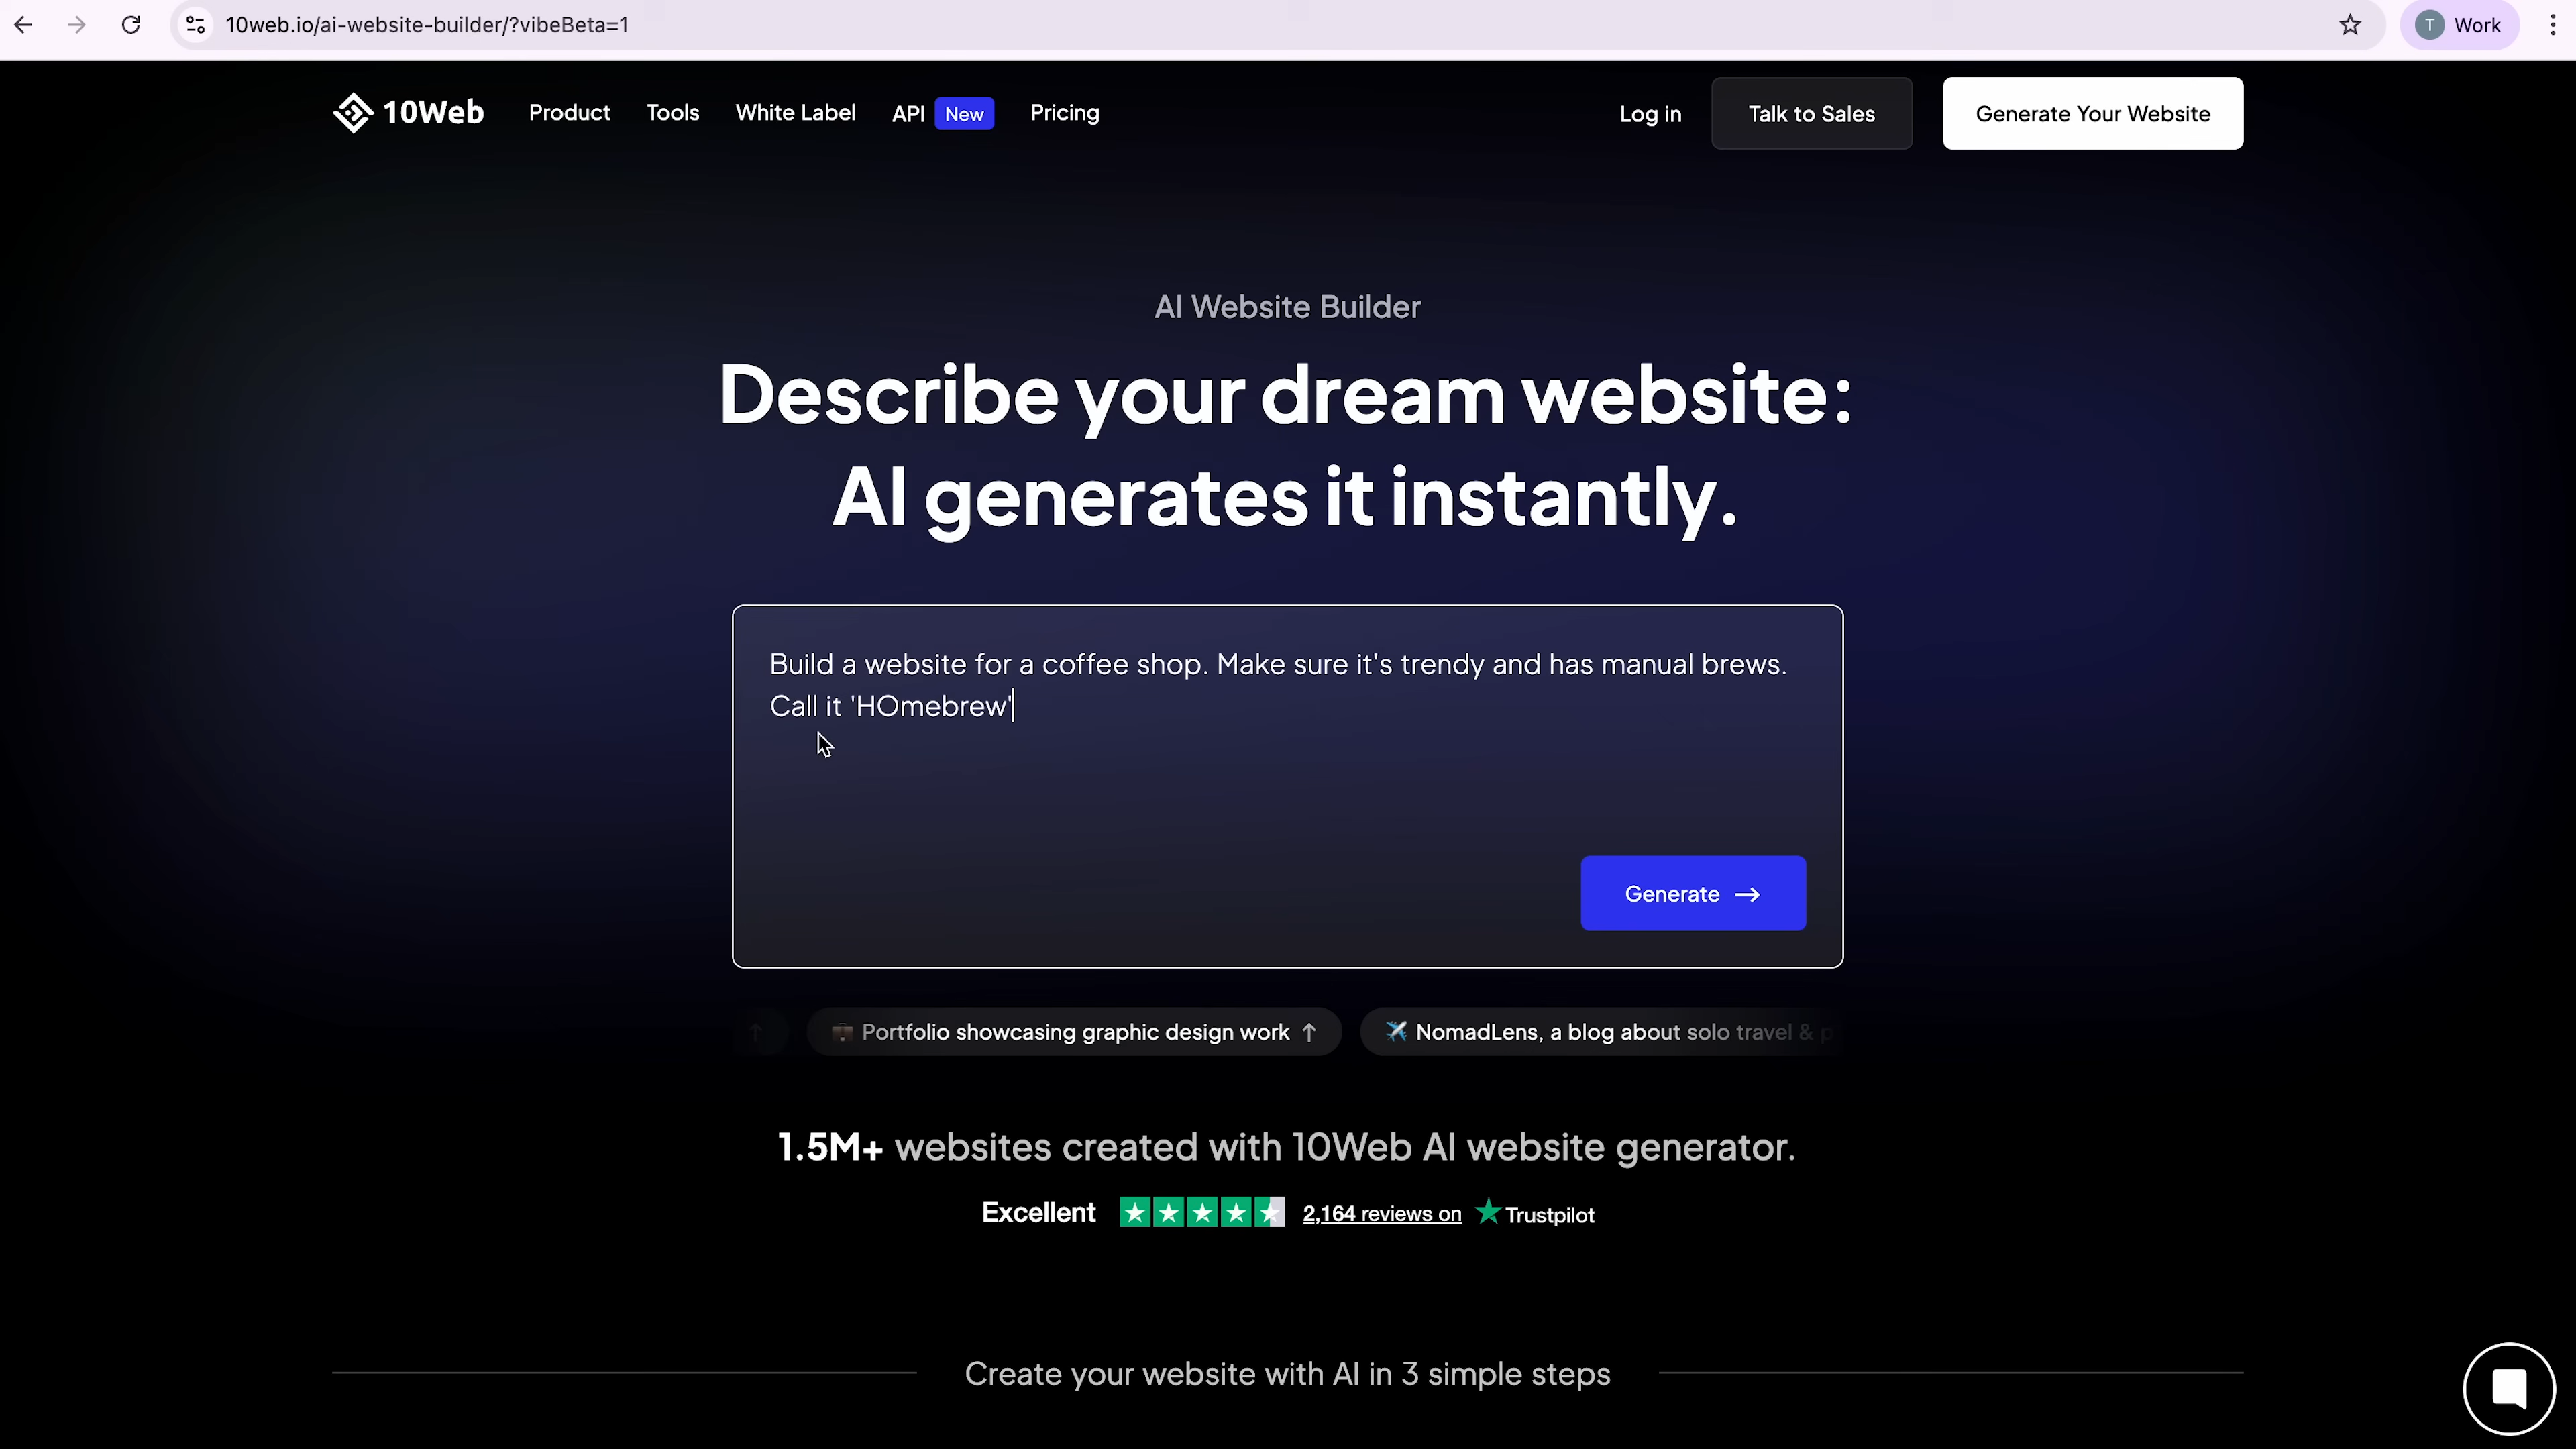 10web.io/ai-website-builder/?vibeBeta=1
T Work
10Web Product Tools White Label API New Pricing Log in Talk to Sales Generate Your Website
AI Website Builder
Describe your dream website:
AI generates it instantly.
Build a website for a coffee shop. Make sure it's trendy and has manual brews.
Call it 'HOmebrew'
Generate →
Portfolio showcasing graphic design work ↑ NomadLens, a blog about solo travel & p
1.5M+ websites created with 10Web AI website generator.
Excellent 2,164 reviews on Trustpilot
Create your website with AI in 3 simple steps